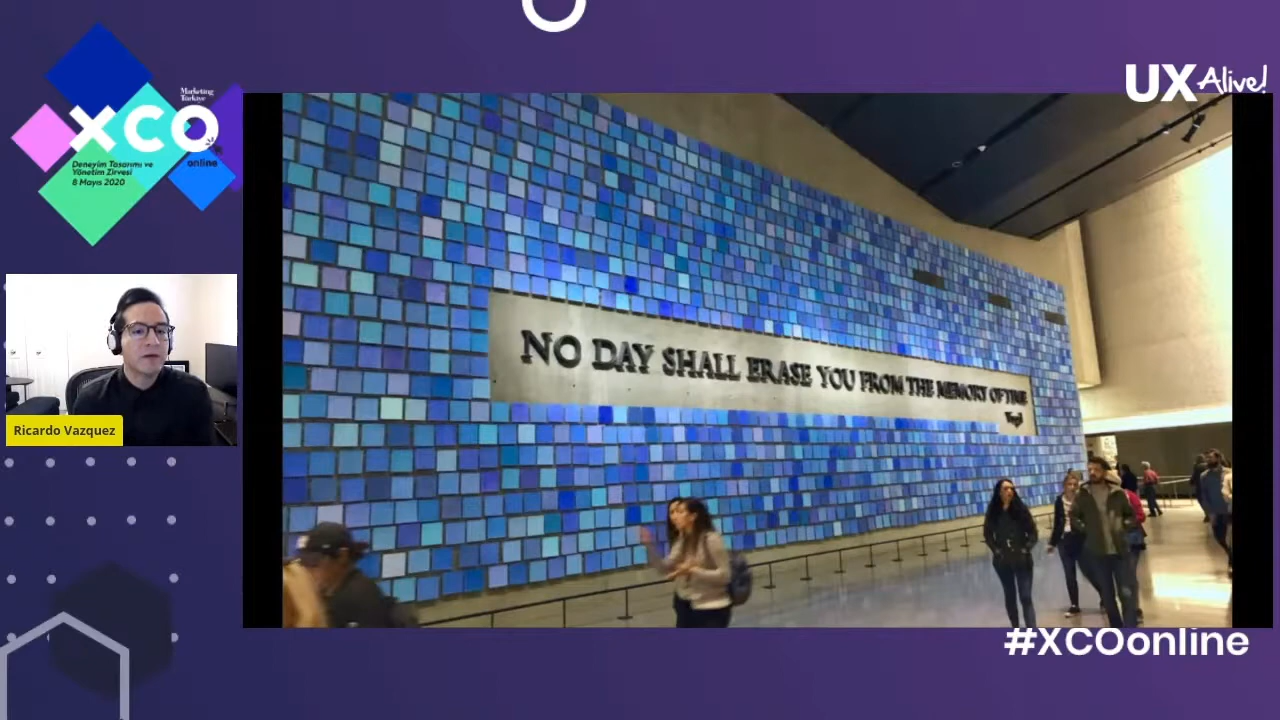 UX Alive!
Marketing
Türkiye
XCO
online
Deneyim Tasarımı ve
Yönetim Zirvesi
8 Mayıs 2020
NO DAY SHALL ERASE YOU FROM THE MEMORY OF TIME
Virgil
Ricardo Vazquez
#XCOonline